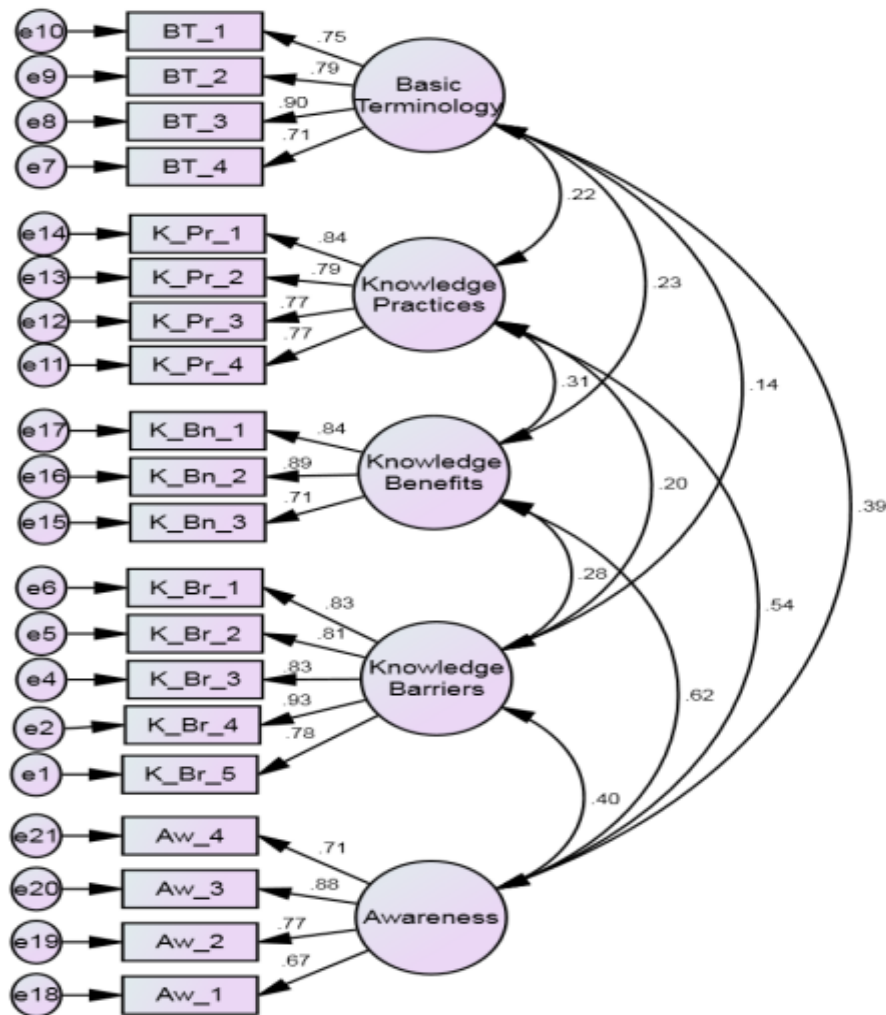 e10 BT_1 .75
e9 BT_2 .79
e8 BT_3 .90
e7 BT_4 .71
Basic
Terminology
.22
e14 K_Pr_1 .84
e13 K_Pr_2 .79
e12 K_Pr_3 .77
e11 K_Pr_4 .77
Knowledge
Practices
.23
.31
.14
e17 K_Bn_1 .84
e16 K_Bn_2 .89
e15 K_Bn_3 .71
Knowledge
Benefits
.20
.39
.28
.54
e6 K_Br_1 .83
e5 K_Br_2 .81
e4 K_Br_3 .83
e2 K_Br_4 .93
e1 K_Br_5 .78
Knowledge
Barriers
.62
.40
e21 Aw_4 .71
e20 Aw_3 .88
e19 Aw_2 .77
e18 Aw_1 .67
Awareness